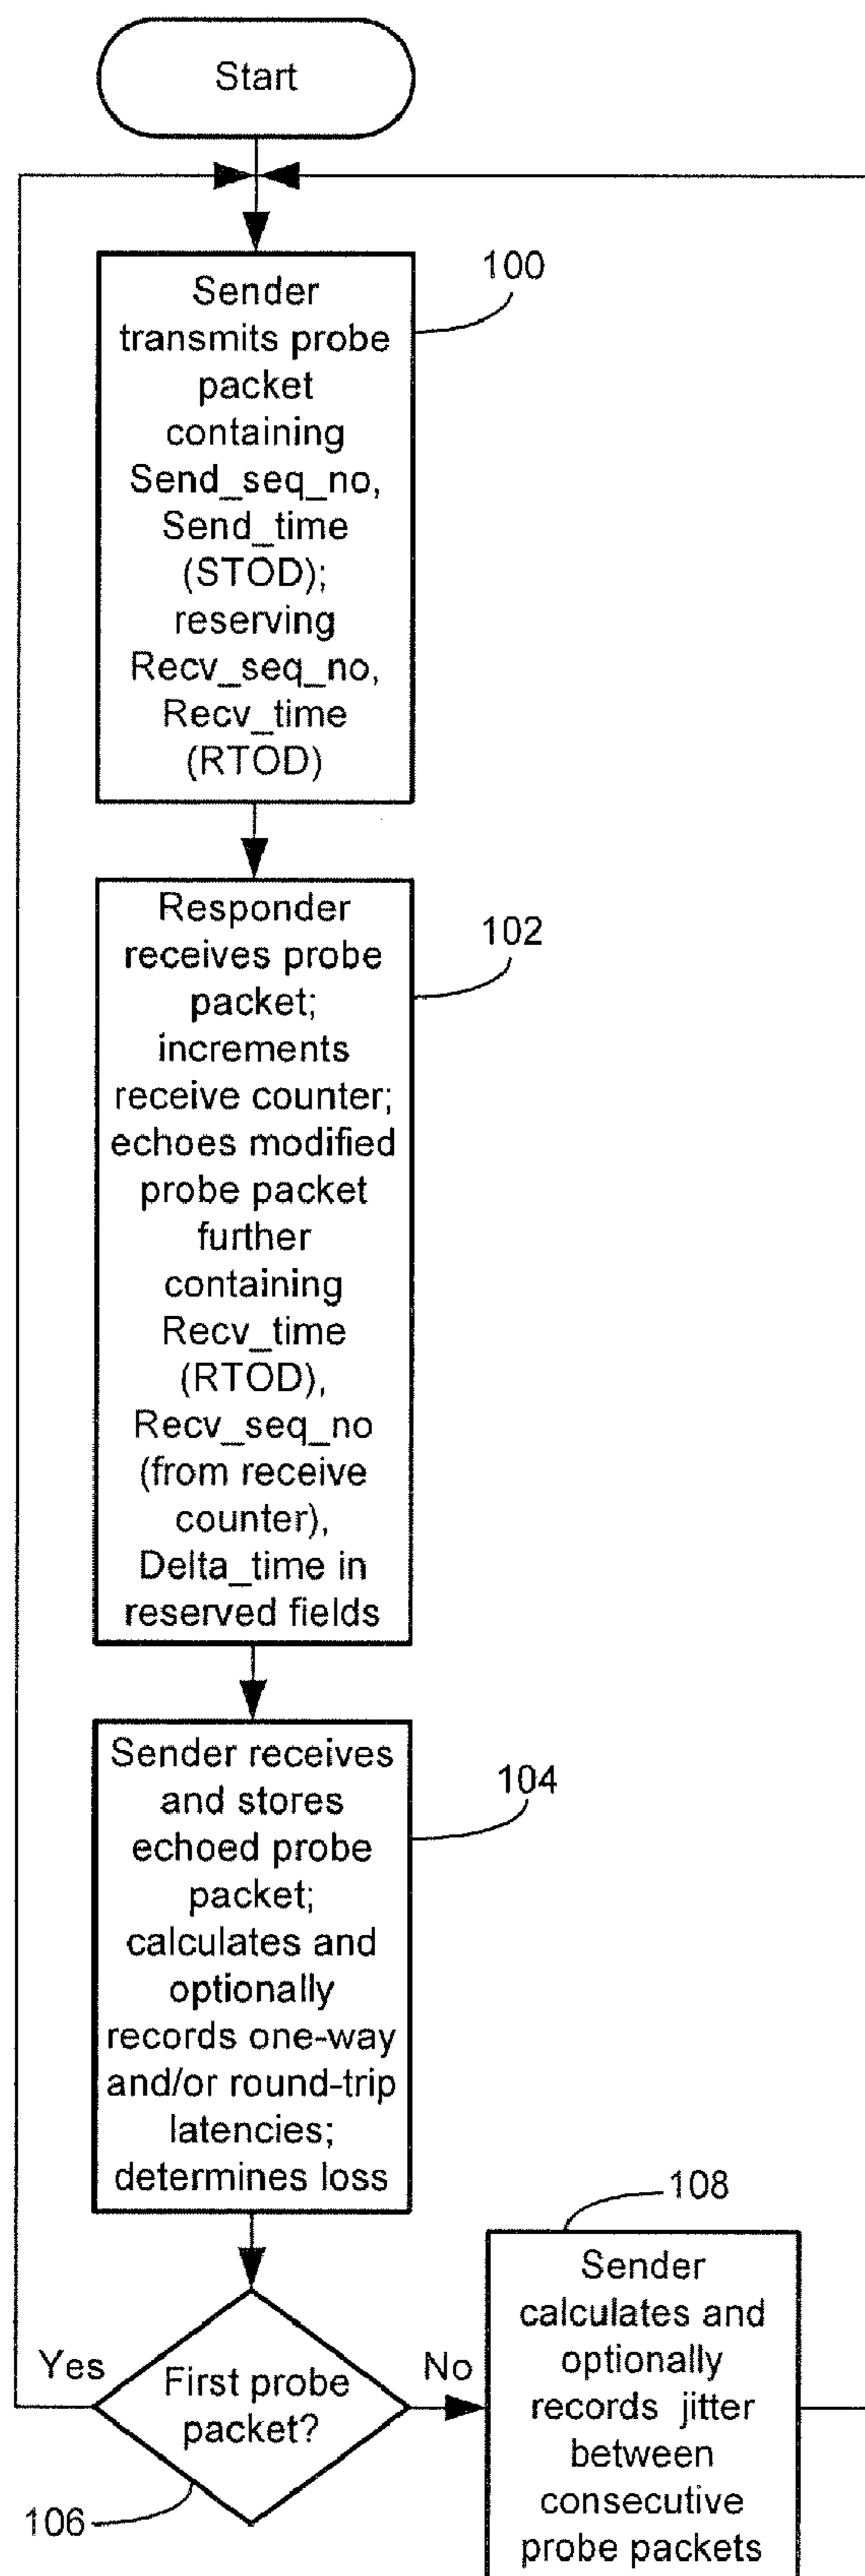 Start
100
Sender
transmits probe
packet
containing
Send_seq_no,
Send_time
(STOD);
reserving
Recv_seq_no,
Recv_time
(RTOD)
102
Responder
receives probe
packet;
increments
receive counter;
echoes modified
probe packet
further
containing
Recv_time
(RTOD),
Recv_seq_no
(from receive
counter),
Delta_time in
reserved fields
104
Sender receives
and stores
echoed probe
packet;
calculates and
optionally
records one-way
and/or round-trip
latencies;
determines loss
Yes
First probe
packet?
No
106
108
Sender
calculates and
optionally
records jitter
between
consecutive
probe packets